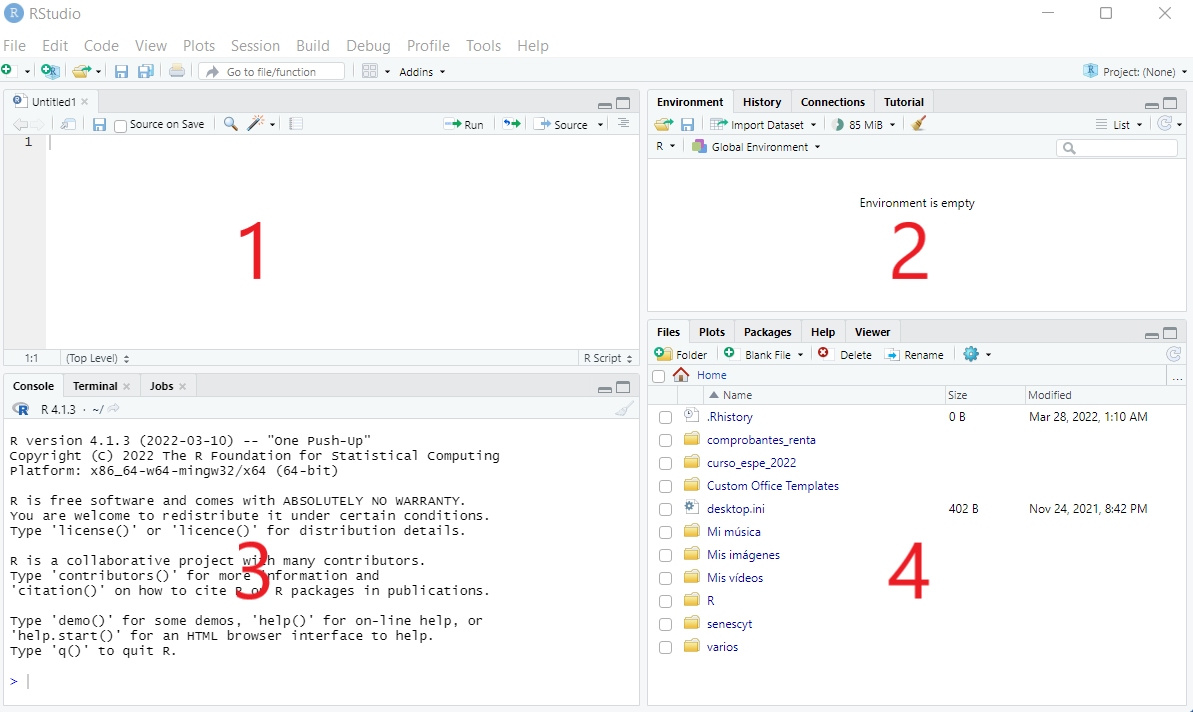 RStudio
File Edit Code View Plots Session Build Debug Profile Tools Help
Go to file/function Addins Project: (None)
Untitled1
Source on Save Run Source
1
1
1:1 (Top Level) R Script
Environment History Connections Tutorial
Import Dataset 85 MiB List
R Global Environment
Environment is empty
2
Console Terminal Jobs
R 4.1.3 · ~/
R version 4.1.3 (2022-03-10) -- "One Push-Up"
Copyright (C) 2022 The R Foundation for Statistical Computing
Platform: x86_64-w64-mingw32/x64 (64-bit)
R is free software and comes with ABSOLUTELY NO WARRANTY.
You are welcome to redistribute it under certain conditions.
Type 'license()' or 'licence()' for distribution details.
R is a collaborative project with many contributors.
Type 'contributors()' for more information and
'citation()' on how to cite R or R packages in publications.
3
Type 'demo()' for some demos, 'help()' for on-line help, or
'help.start()' for an HTML browser interface to help.
Type 'q()' to quit R.
>
Files Plots Packages Help Viewer
Folder Blank File Delete Rename
Home ...
Name Size Modified
.Rhistory 0 B Mar 28, 2022, 1:10 AM
comprobantes_renta
curso_espe_2022
Custom Office Templates
desktop.ini 402 B Nov 24, 2021, 8:42 PM
Mi música
Mis imágenes
Mis vídeos
R
senescyt
varios
4